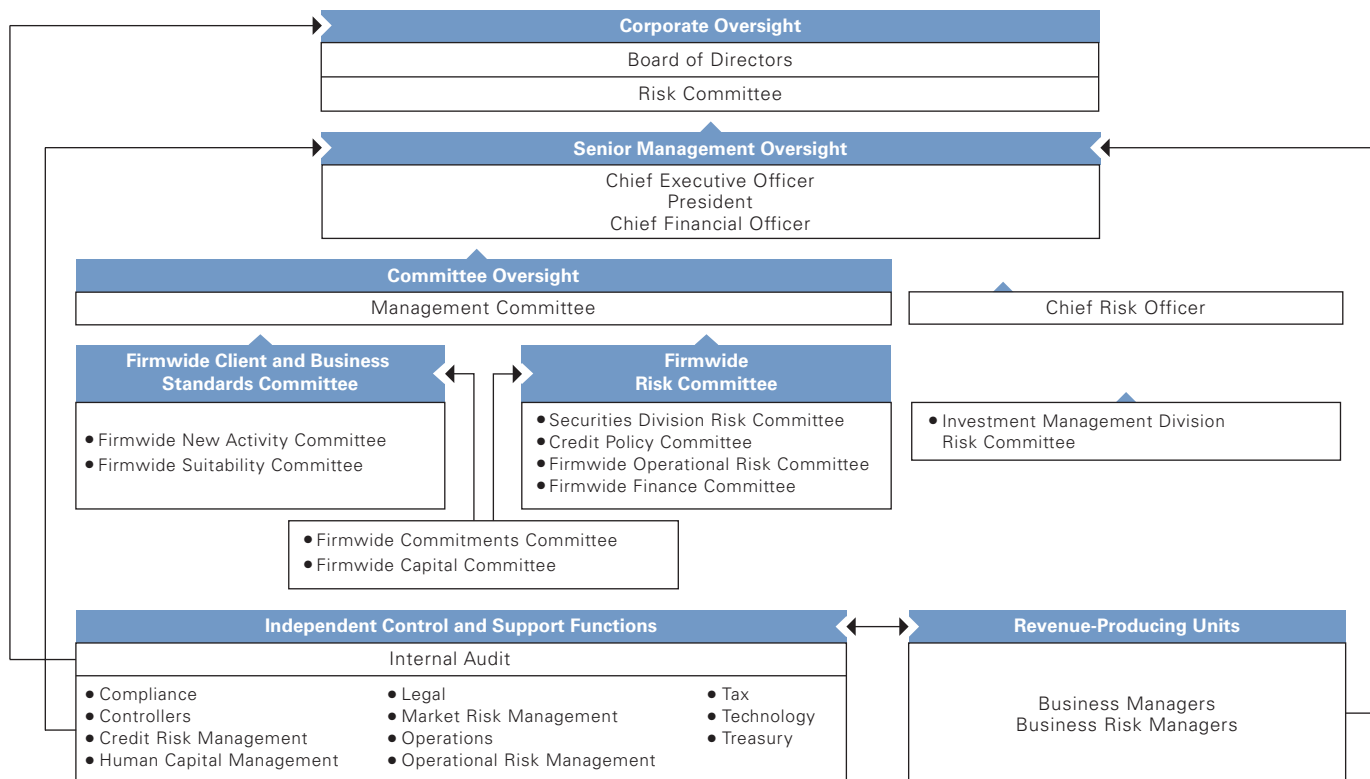 Corporate Oversight
Board of Directors
Risk Committee
Senior Management Oversight
Chief Executive Officer
President
Chief Financial Officer
Committee Oversight
Management Committee
Chief Risk Officer
Firmwide Client and Business
Standards Committee
• Firmwide New Activity Committee
• Firmwide Suitability Committee
Firmwide
Risk Committee
• Securities Division Risk Committee
• Credit Policy Committee
• Firmwide Operational Risk Committee
• Firmwide Finance Committee
• Investment Management Division
Risk Committee
• Firmwide Commitments Committee
• Firmwide Capital Committee
Independent Control and Support Functions
Internal Audit
• Compliance
• Controllers
• Credit Risk Management
• Human Capital Management
• Legal
• Market Risk Management
• Operations
• Operational Risk Management
• Tax
• Technology
• Treasury
Revenue-Producing Units
Business Managers
Business Risk Managers